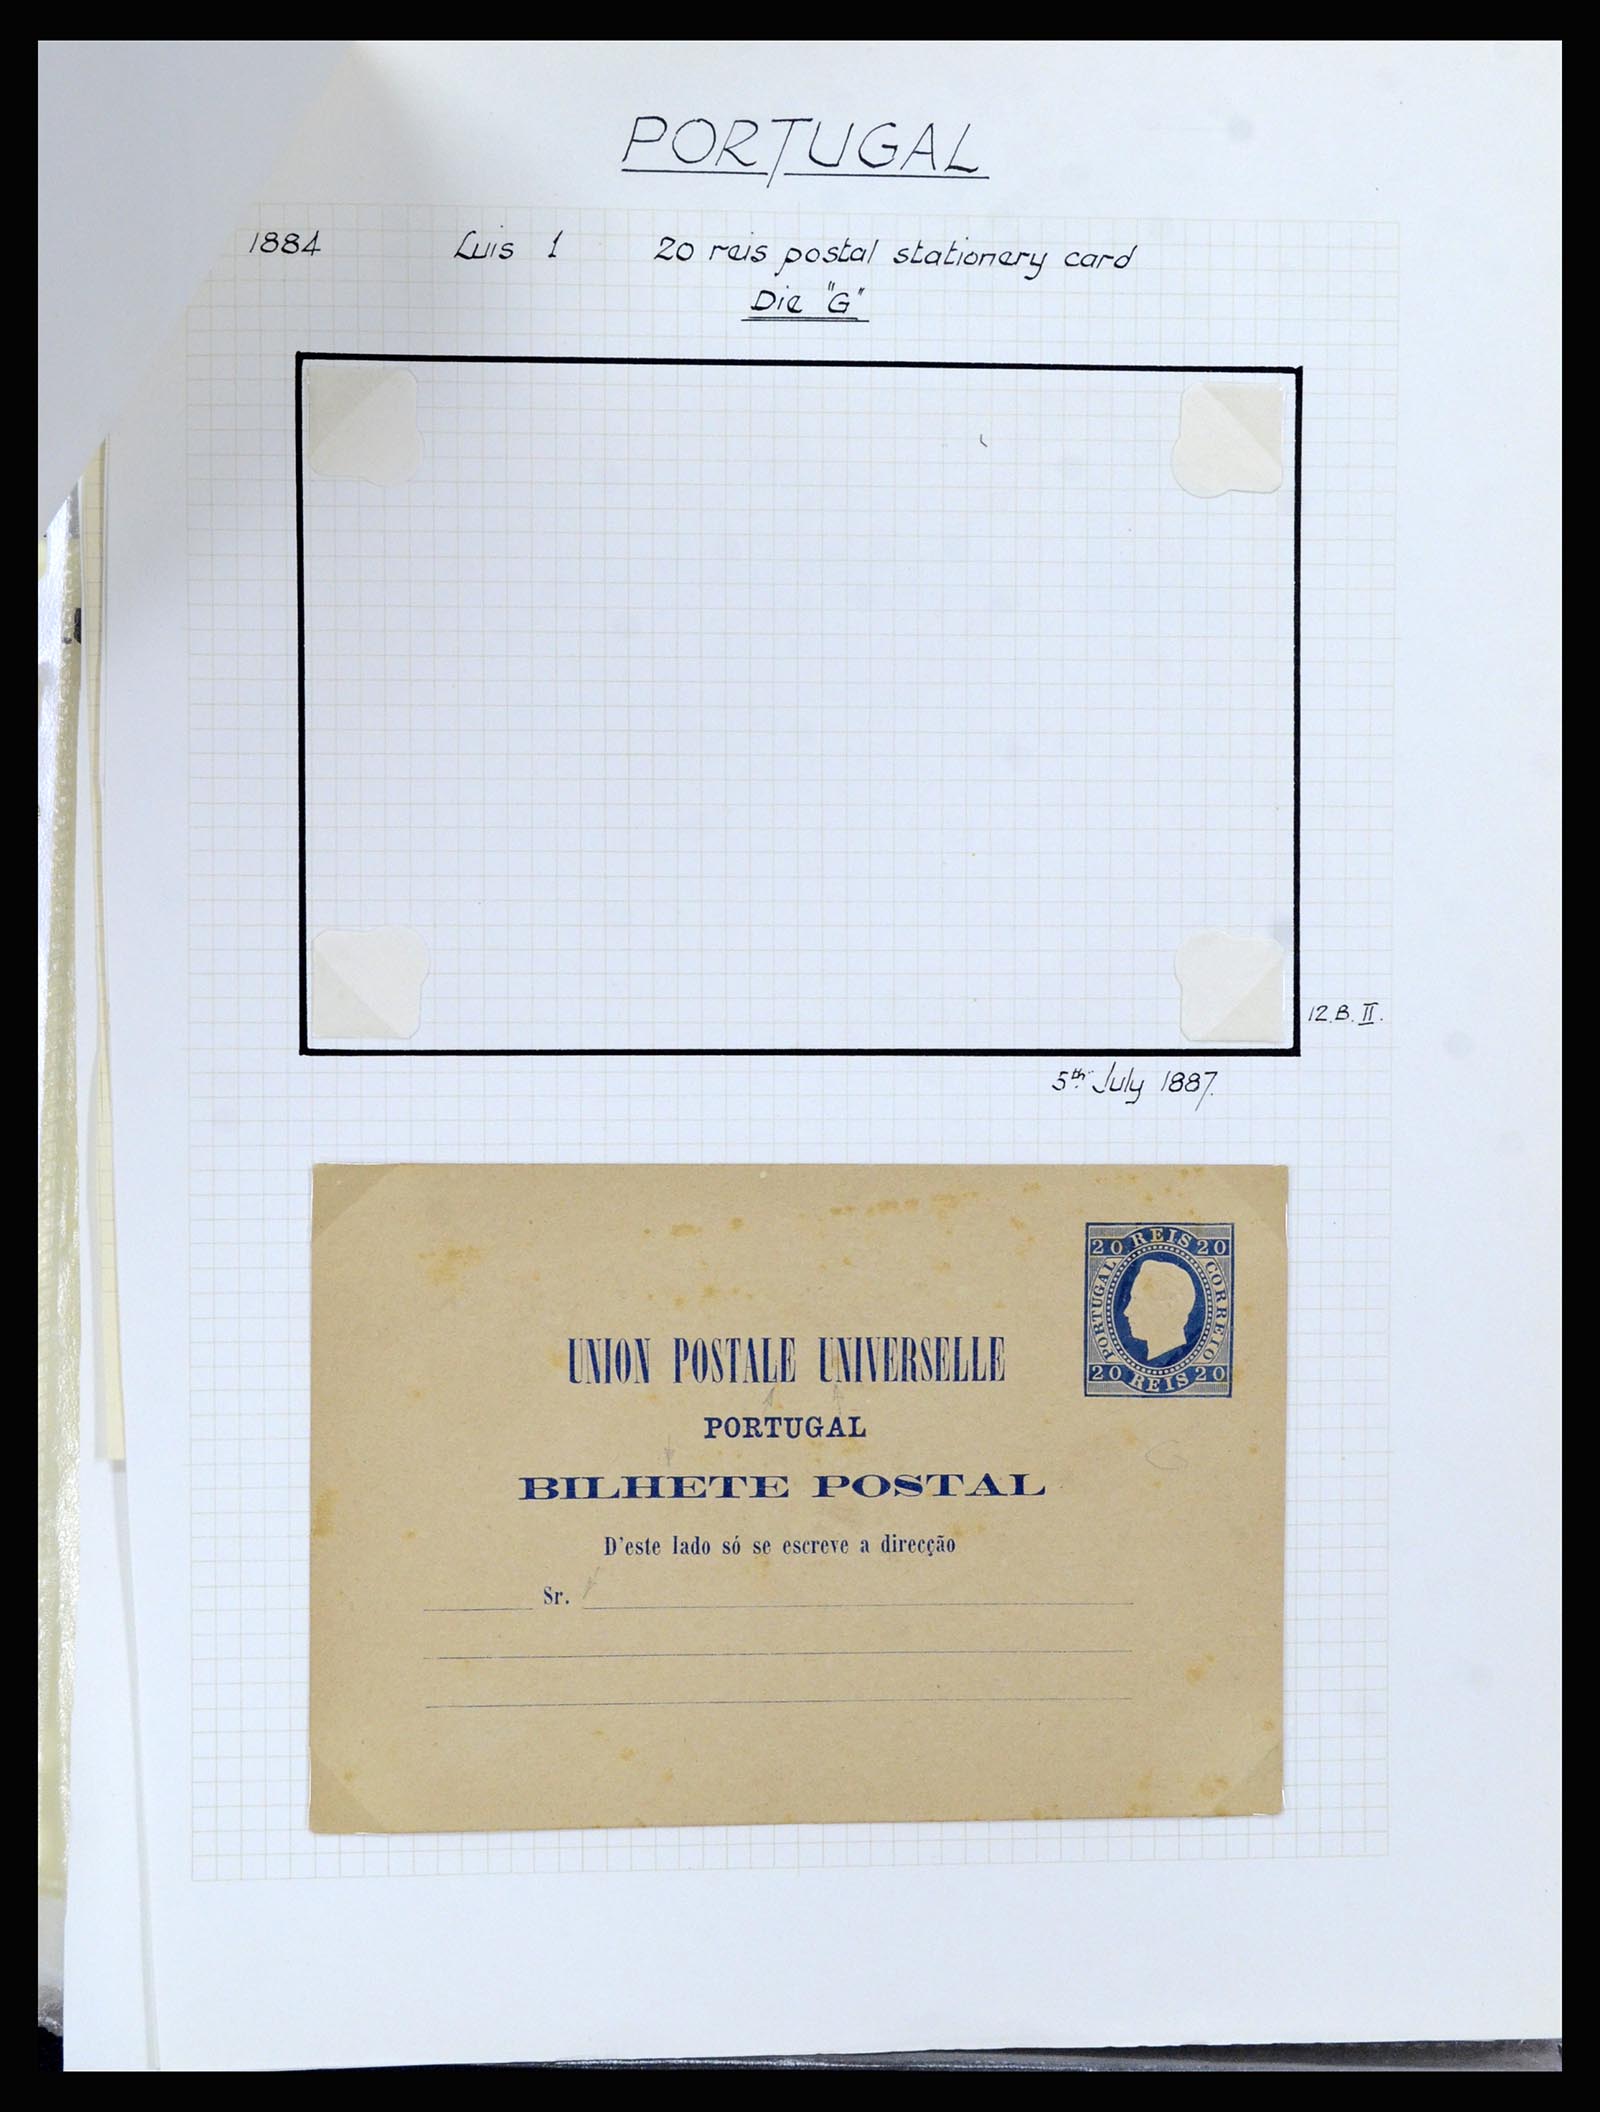 PORTUGAL
1884 Luis 1 20 reis postal stationery card
Die "G"
12.B.II.
5th July 1887.
20 REIS 20
PORTUGAL
CORREIO
20 REIS 20
UNION POSTALE UNIVERSELLE
PORTUGAL
BILHETE POSTAL
G
D'este lado só se escreve a direcção
Sr.